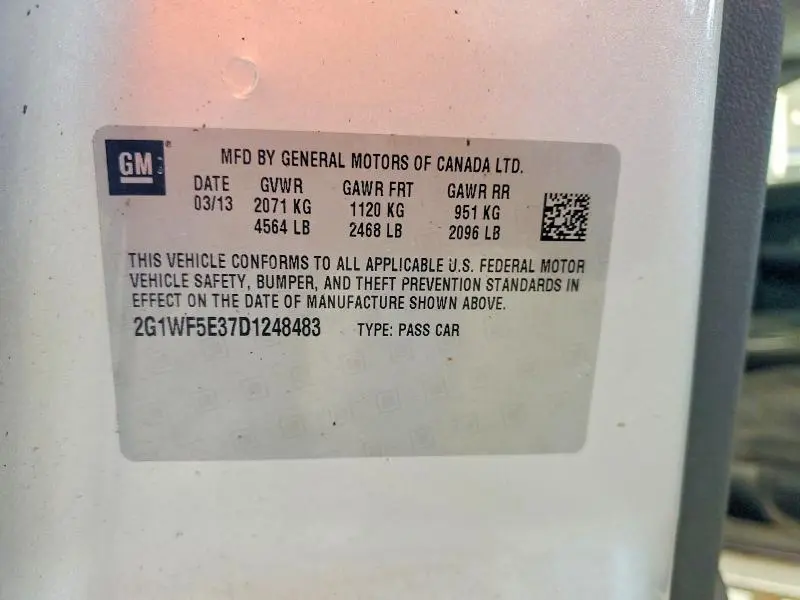 GM
MFD BY GENERAL MOTORS OF CANADA LTD.
DATE GVWR GAWR FRT GAWR RR
03/13 2071 KG 1120 KG 951 KG
4564 LB 2468 LB 2096 LB
THIS VEHICLE CONFORMS TO ALL APPLICABLE U.S. FEDERAL MOTOR
VEHICLE SAFETY, BUMPER, AND THEFT PREVENTION STANDARDS IN
EFFECT ON THE DATE OF MANUFACTURE SHOWN ABOVE.
2G1WF5E37D1248483 TYPE: PASS CAR